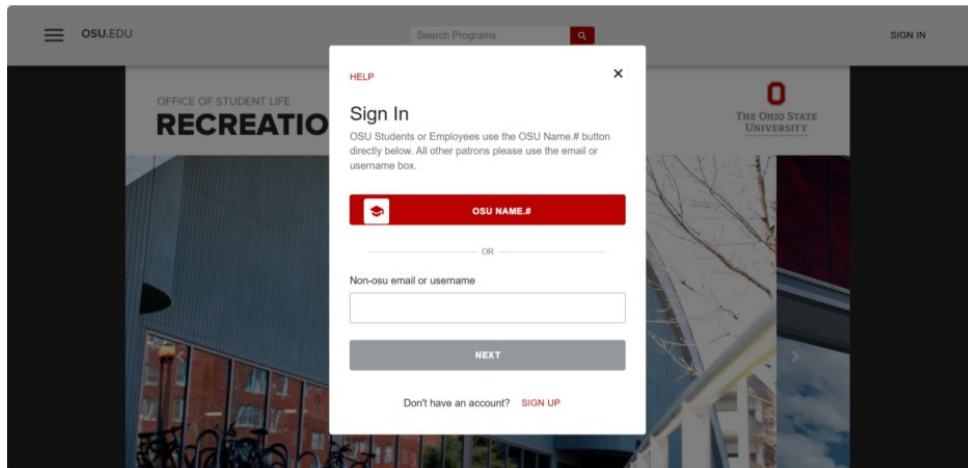 OSU.EDU
Search Programs
SIGN IN
OFFICE OF STUDENT LIFE
RECREATIO
THE OHIO STATE
UNIVERSITY
HELP
Sign In
OSU Students or Employees use the OSU Name.# button
directly below. All other patrons please use the email or
username box.
OSU NAME.#
OR
Non-osu email or username
NEXT
Don't have an account? SIGN UP